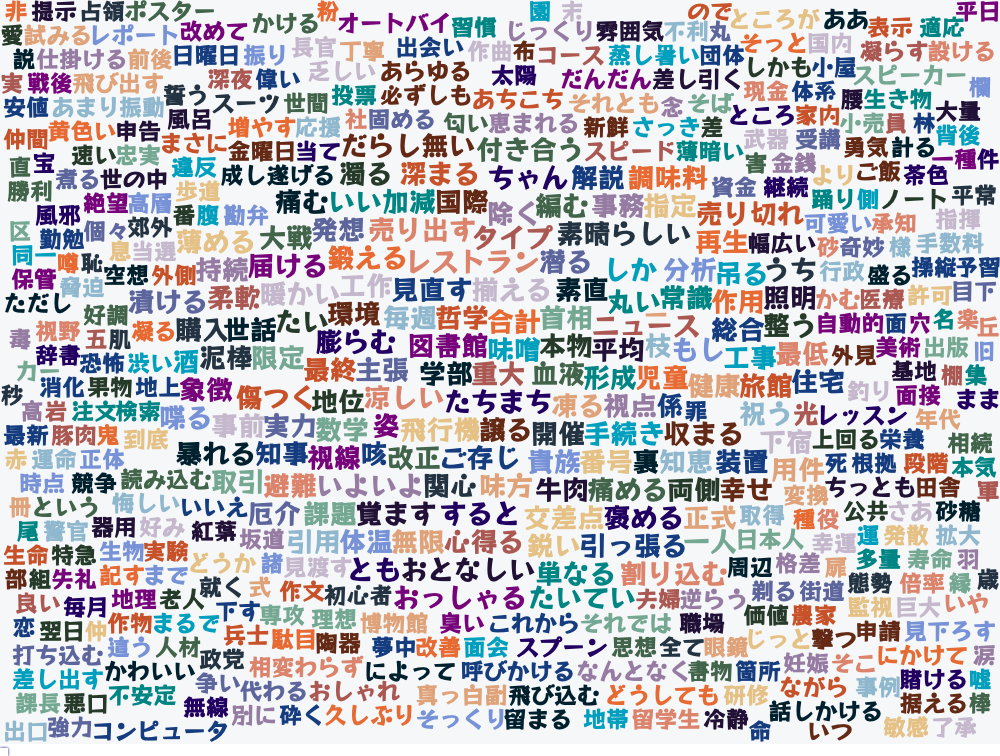 非 提示 占領 ポスター かける 粉 オートバイ 習慣 園 末 ので ところが ああ 表示 適応 平日
愛 試みる レポート 改めて じっくり 雰囲気 不利 丸
説 仕掛ける 前後 日曜日 振り 長官 丁寧 出会い 作曲 布 コース 蒸し暑い 団体 そっと 国内 凝らす 設ける
実 戦後 飛び出す 深夜 偉い 乏しい あらゆる 太陽 だんだん 差し引く しかも 小屋 スピーカー 欄
安値 あまり 振動 誓う スーツ 世間 投票 必ずしも あちこち それとも 念 そば 現金 体系 腰 生き物 大量
仲間 黄色い 申告 風呂 増やす 応援 社 固める 匂い 恵まれる 新鮮 さっき 差 ところ 家内 小売 員 林 背後
直 宝 速い 忠実 まさに 金曜日 当て だらし無い 付き合う スピード 薄暗い 武器 受講 勇気 計る 一種 件
勝利 煮る 世の中 違反 成し遂げる 濁る 深まる ちゃん 解説 調味料 害 金銭 より ご飯 茶色
風邪 絶望 高層 歩道 番 腹 勘弁 痛む いい加減 国際 除く 編む 事務 指定 資金 継続 踊り 側 ノート 平常
区 勤勉 個々 郊外 薄める 大戦 発想 売り出す タイプ 素晴らしい 売り切れ 可愛い 承知 指揮
同一 噂 恥 息 当選 再生 幅広い 砂 奇妙 様 手数料
保管 脅迫 空想 外側 持続 届ける 鍛える レストラン 潜る しか 分析 吊る うち 行政 盛る 操縦 予習
ただし 好調 漬ける 柔軟 暖かい 工作 見直す 揃える 素直 丸い 常識 作用 照明 かむ 医療 許可 目下
毒 視野 五 肌 凝る 購入 世話 たい 環境 毎週 哲学 合計 首相 ニュース 総合 整う 自動的 面 穴 名 楽 丘
カー 辞書 恐怖 渋い 酒 泥棒 限定 膨らむ 図書館 味噌 本物 平均 枝 もし 工事 最低 外見 美術 出版 旧
秒 消化 果物 地上 象徴 最終 主張 学部 重大 血液 形成 児童 健康 旅館 住宅 釣り 基地 棚 集
高 岩 注文 検索 喋る 傷つく 地位 涼しい たちまち 凍る 視点 係 罪 祝う 光 レッスン 面接 年代 まま
最新 豚肉 鬼 到底 事前 実力 数学 姿 飛行機 譲る 開催 手続き 収まる 下宿 上回る 栄養 相続
赤 運命 正体 暴れる 知事 視線 咳 改正 ご存じ 貴族 番号 裏 知恵 装置 用件 死 根拠 段階 本気
時点 競争 読み込む 取引 避難 いよいよ 関心 味方 牛肉 痛める 両側 幸せ 変換 ちっとも 田舎 軍
冊 という 悔しい いいえ 厄介 課題 覚ます すると 交差点 褒める 正式 取得 種 役 公共 さあ 砂糖
尾 警官 器用 好み 紅葉 坂道 引用 体温 無限 心得る 鋭い 引っ張る 一人 日本人 幸運 運 発散 拡大
生命 特急 生物 実験 どうか 諸 見渡す とも おとなしい 単なる 割り込む 周辺 格差 扉 多量 寿命 羽
部 組 失礼 記す まで 就く 式 作文 初心者 おっしゃる たいてい 夫婦 逆らう 剃る 街道 態勢 倍率 縁 歳
良い 毎月 地理 老人 下す 専攻 理想 博物館 臭い これから それでは 職場 価値 農家 監視 巨大 いや
恋 翌日 仲 作物 まるで 兵士 駄目 陶器 夢中 改善 面会 スプーン 思想 全て 眼鏡 じっと 撃つ 申請 見下ろす
打ち込む 違う 人材 政党 相変わらず によって 呼びかける なんとなく 書物 箇所 妊娠 そこ にかけて 涙
差し出す かわいい 争い 代わる おしゃれ 真っ白 副 飛び込む どうしても 研修 ながら 事例 賭ける 嘘
課長 悪口 不安定 無線 別に 砕く 久しぶり そっくり 留まる 地帯 留学生 冷静 命 話しかける 据える 棒
出口 強力 コンピュータ いつ 敏感 了承